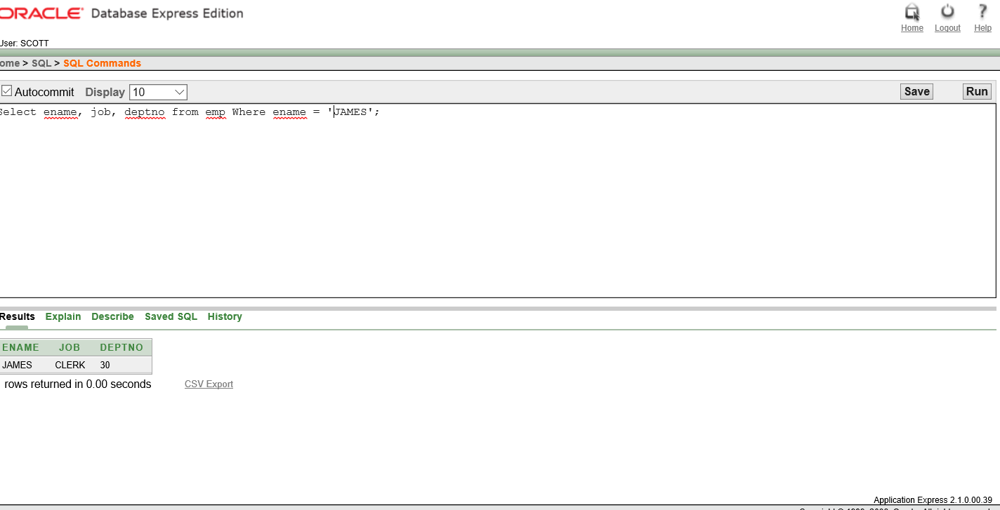 ORACLE Database Express Edition
Home Logout Help
User: SCOTT
ome > SQL > SQL Commands
Autocommit Display 10 Save Run
Select ename, job, deptno from emp Where ename = 'JAMES';
Results Explain Describe Saved SQL History
ENAME JOB DEPTNO
JAMES CLERK 30
rows returned in 0.00 seconds CSV Export
Application Express 2.1.0.00.39